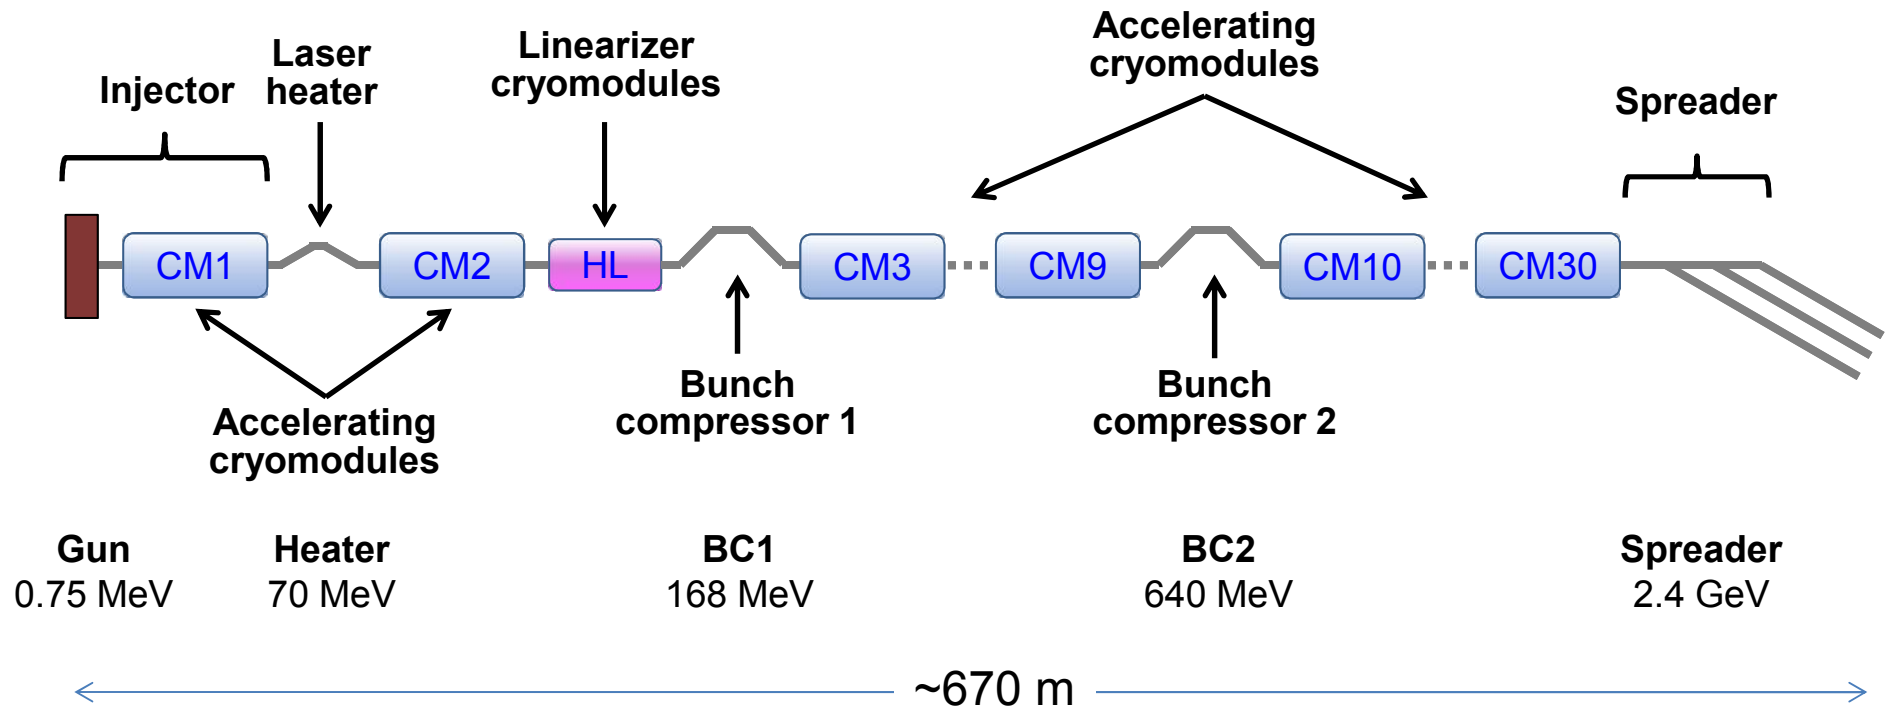 Injector
Laser
heater
Linearizer
cryomodules
Accelerating
cryomodules
Spreader
CM1
CM2
HL
CM3
CM9
CM10
CM30
Accelerating
cryomodules
Bunch
compressor 1
Bunch
compressor 2
Gun
0.75 MeV
Heater
70 MeV
BC1
168 MeV
BC2
640 MeV
Spreader
2.4 GeV
~670 m